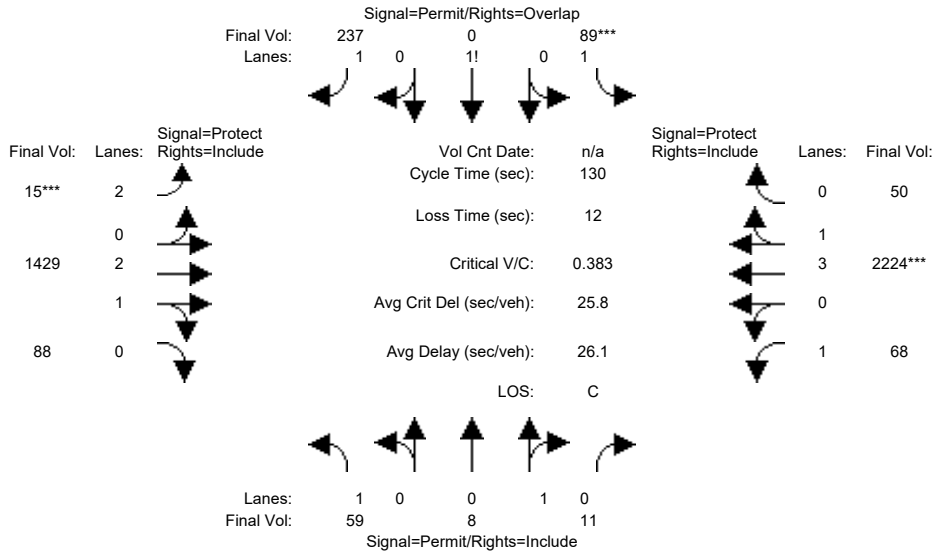 Signal=Permit/Rights=Overlap
Final Vol: 237 0 89***
Lanes: 1 0 1! 0 1
Signal=Protect Signal=Protect
Final Vol: Lanes: Rights=Include Vol Cnt Date: n/a Rights=Include Lanes: Final Vol:
Cycle Time (sec): 130
15*** 2 0 50
Loss Time (sec): 12
0 1
1429 2 Critical V/C: 0.383 3 2224***
1 Avg Crit Del (sec/veh): 25.8 0
88 0 Avg Delay (sec/veh): 26.1 1 68
LOS: C
Lanes: 1 0 0 1 0
Final Vol: 59 8 11
Signal=Permit/Rights=Include